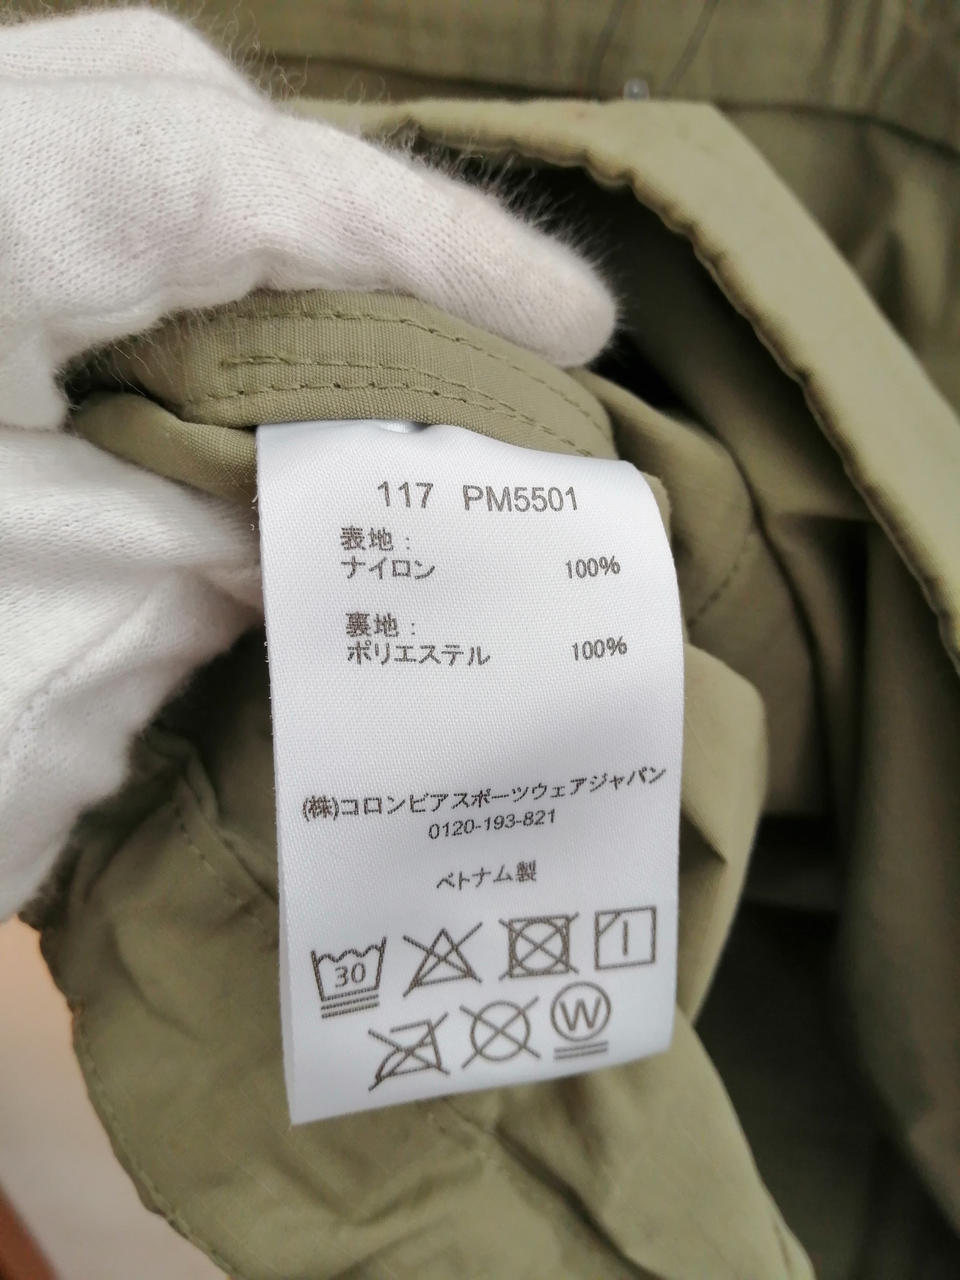 117 PM5501
表地：
ナイロン 100%
裏地：
ポリエステル 100%
(株)コロンビアスポーツウェアジャパン
0120-193-821
ベトナム製
30
W